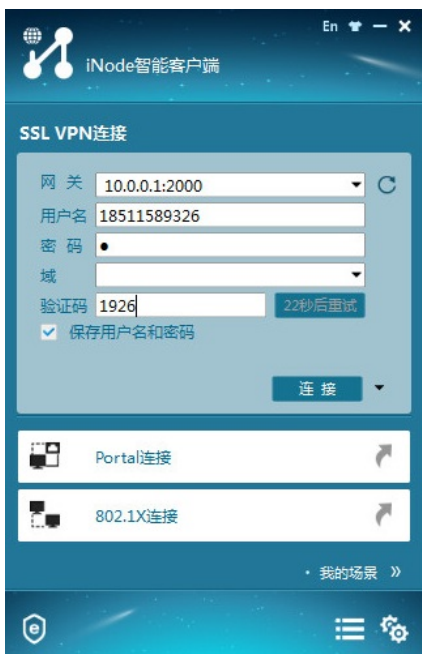 En
iNode智能客户端
SSL VPN连接
网 关 10.0.0.1:2000
用户名 18511589326
密 码 ●
域
验证码 1926 22秒后重试
保存用户名和密码
连 接
Portal连接
802.1X连接
· 我的场景 »
e